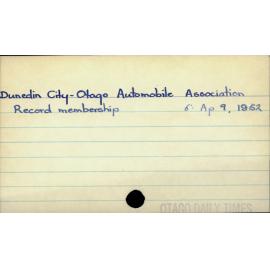 Dunedin City-Otago Automobile Association
Record membership 6 Ap 9, 1962
OTAGO DAILY TIMES